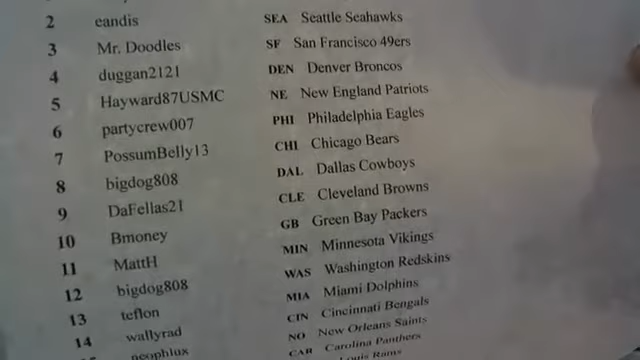 2 eandis SEA Seattle Seahawks
3 Mr. Doodles SF San Francisco 49ers
4 duggan2121 DEN Denver Broncos
5 Hayward87USMC NE New England Patriots
6 partycrew007 PHI Philadelphia Eagles
7 PossumBelly13 CHI Chicago Bears
8 bigdog808 DAL Dallas Cowboys
9 DaFellas21 CLE Cleveland Browns
10 Bmoney GB Green Bay Packers
11 MattH MIN Minnesota Vikings
12 bigdog808 WAS Washington Redskins
13 teflon MIA Miami Dolphins
14 wallyrad CIN Cincinnati Bengals
neophlux NO New Orleans Saints
CAR Carolina Panthers
Louis Rams